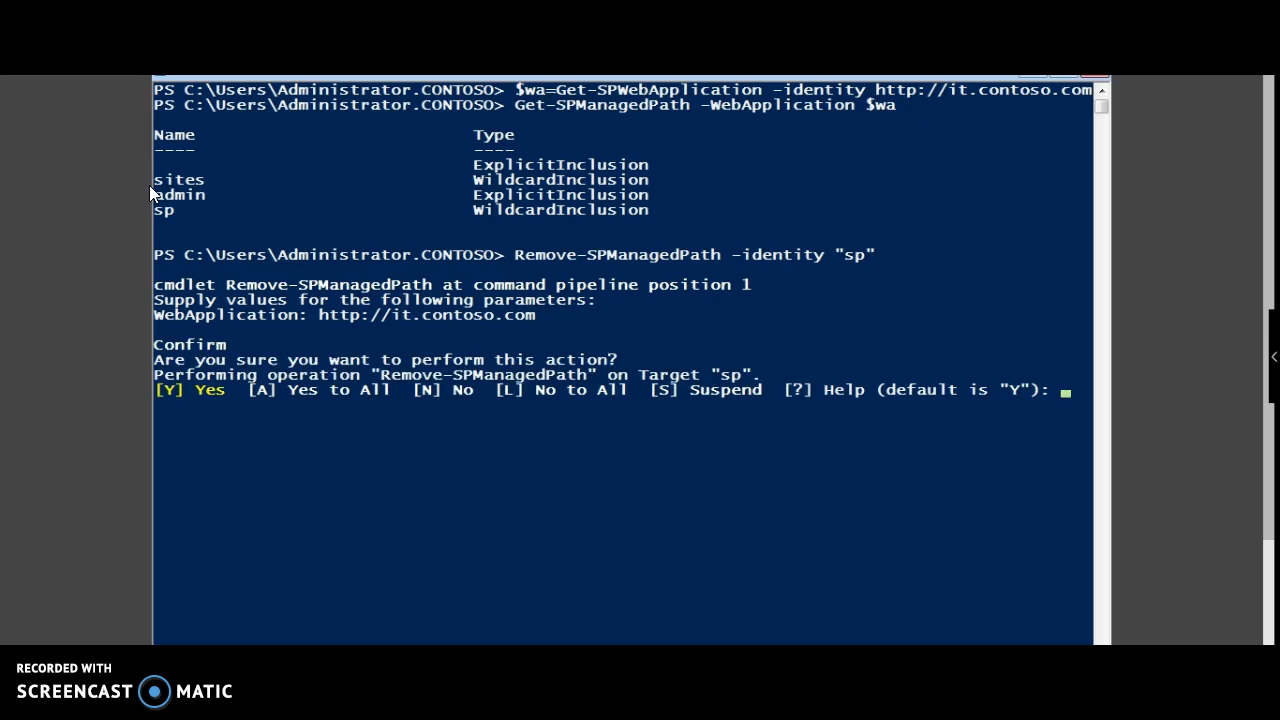 PS C:\Users\Administrator.CONTOSO> $wa=Get-SPWebApplication -identity http://it.contoso.com
PS C:\Users\Administrator.CONTOSO> Get-SPManagedPath -WebApplication $wa
Name Type
---- ----
ExplicitInclusion
sites WildcardInclusion
admin ExplicitInclusion
sp WildcardInclusion
PS C:\Users\Administrator.CONTOSO> Remove-SPManagedPath -identity "sp"
cmdlet Remove-SPManagedPath at command pipeline position 1
Supply values for the following parameters:
WebApplication: http://it.contoso.com
Confirm
Are you sure you want to perform this action?
Performing operation "Remove-SPManagedPath" on Target "sp".
[Y] Yes [A] Yes to All [N] No [L] No to All [S] Suspend [?] Help (default is "Y"):
RECORDED WITH
SCREENCAST MATIC